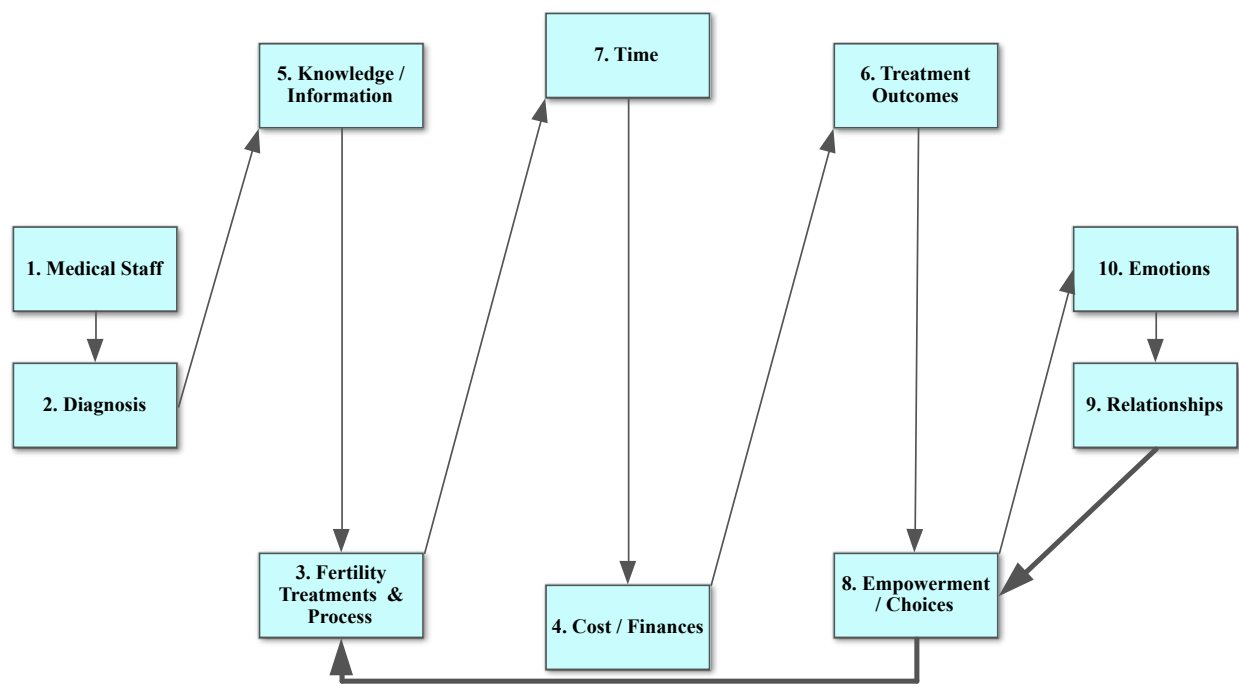 7. Time
5. Knowledge /
Information
6. Treatment
Outcomes
1. Medical Staff
10. Emotions
2. Diagnosis
9. Relationships
3. Fertility
Treatments &
Process
4. Cost / Finances
8. Empowerment
/ Choices